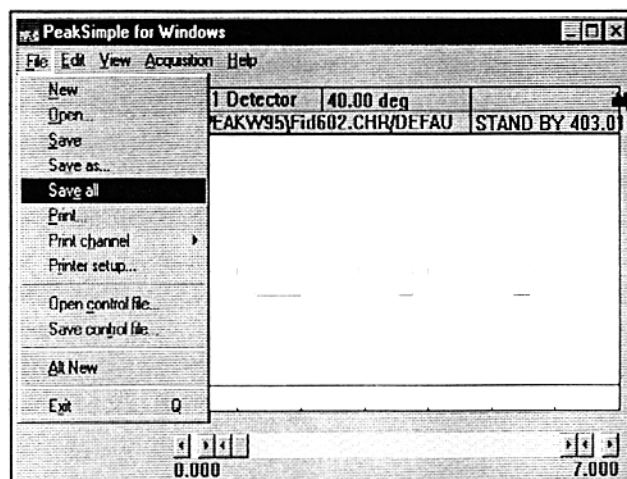 PeakSimple for Windows
File Edit View Acquisition Help
New
Open...
Save
Save as...
Save all
Print...
Print channel
Printer setup...
Open control file...
Save control file...
Alt New
Exit Q
1 Detector 40.00 deg
EAKW95\Fid602.CHR/DEFAU STAND BY 403.01
0.000 7.000